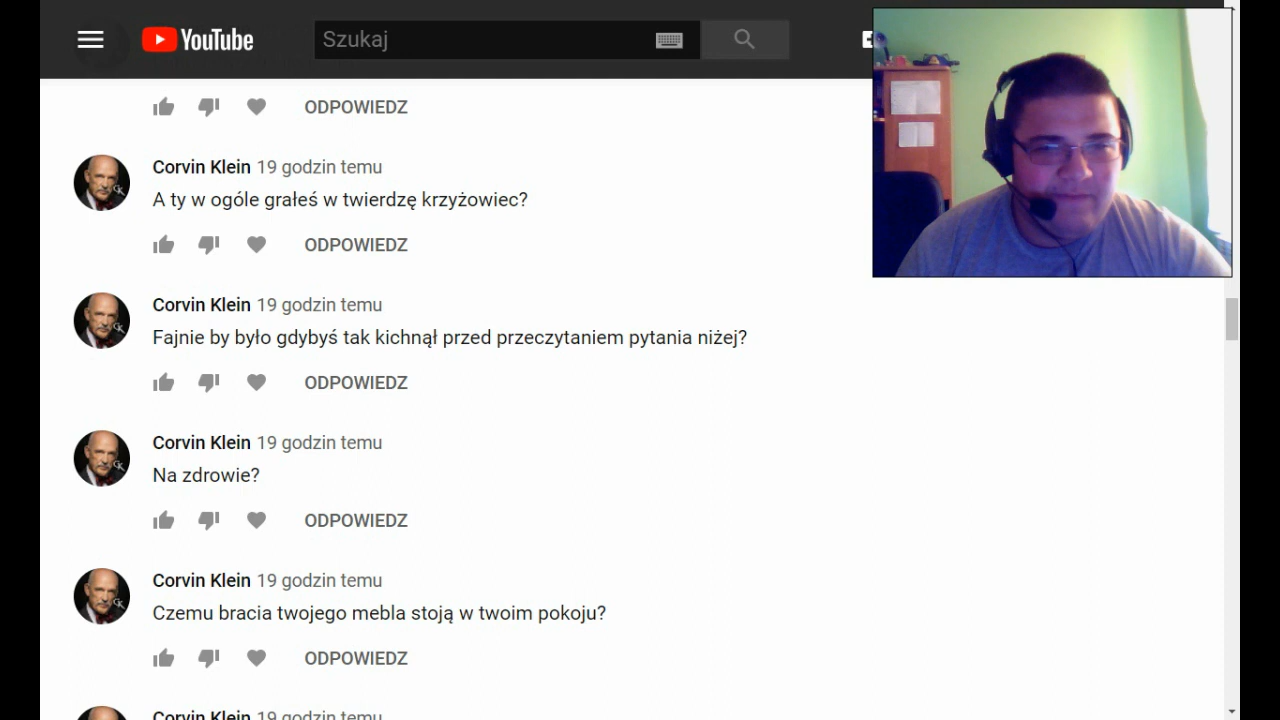 YouTube
Szukaj
ODPOWIEDZ
Corvin Klein 19 godzin temu
A ty w ogóle grałeś w twierdzę krzyżowiec?
ODPOWIEDZ
Corvin Klein 19 godzin temu
Fajnie by było gdybyś tak kichnął przed przeczytaniem pytania niżej?
ODPOWIEDZ
Corvin Klein 19 godzin temu
Na zdrowie?
ODPOWIEDZ
Corvin Klein 19 godzin temu
Czemu bracia twojego mebla stoją w twoim pokoju?
ODPOWIEDZ
Corvin Klein 19 godzin temu